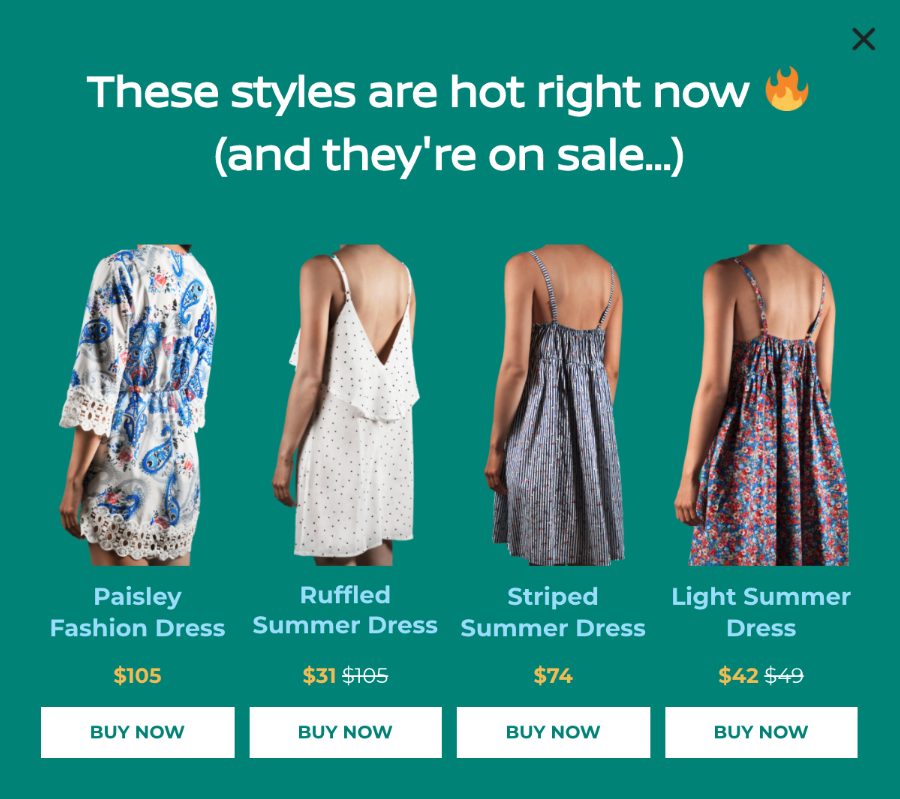 These styles are hot right now 🔥
(and they're on sale...)
Paisley
Fashion Dress
$105
BUY NOW
Ruffled
Summer Dress
$31 $105
BUY NOW
Striped
Summer Dress
$74
BUY NOW
Light Summer
Dress
$42 $49
BUY NOW